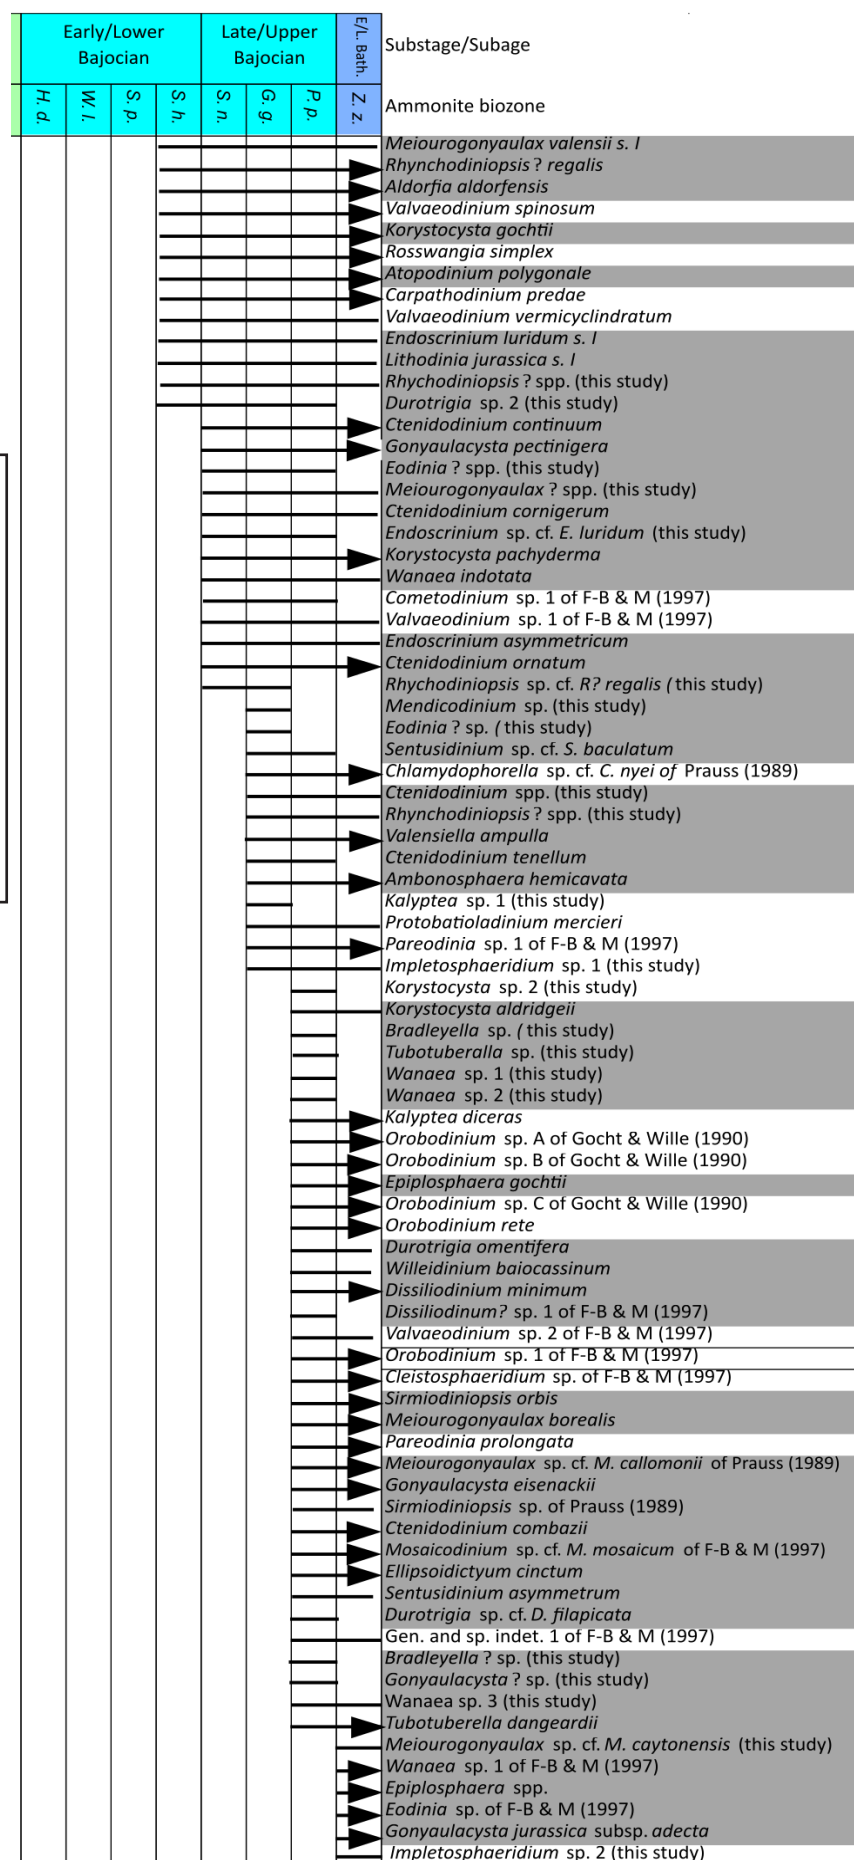 Early/Lower
Bajocian
Late/Upper
Bajocian
E/L. Bath.
Substage/Subage
H. d.
W. l.
S. p.
S. h.
S. n.
G. g.
P. p.
Z. z.
Ammonite biozone
Meiourogonyaulax valensii s. l
Rhynchodiniopsis ? regalis
Aldorfia aldorfensis
Valvaeodinium spinosum
Korystocysta gochtii
Rosswangia simplex
Atopodinium polygonale
Carpathodinium predae
Valvaeodinium vermicyclindratum
Endoscrinium luridum s. l
Lithodinia jurassica s. l
Rhychodiniopsis ? spp. (this study)
Durotrigia sp. 2 (this study)
Ctenidodinium continuum
Gonyaulacysta pectinigera
Eodinia ? spp. (this study)
Meiourogonyaulax ? spp. (this study)
Ctenidodinium cornigerum
Endoscrinium sp. cf. E. luridum (this study)
Korystocysta pachyderma
Wanaea indotata
Cometodinium sp. 1 of F-B & M (1997)
Valvaeodinium sp. 1 of F-B & M (1997)
Endoscrinium asymmetricum
Ctenidodinium ornatum
Rhychodiniopsis sp. cf. R? regalis (this study)
Mendicodinium sp. (this study)
Eodinia ? sp. (this study)
Sentusidinium sp. cf. S. baculatum
Chlamydophorella sp. cf. C. nyei of Prauss (1989)
Ctenidodinium spp. (this study)
Rhynchodiniopsis ? spp. (this study)
Valensiella ampulla
Ctenidodinium tenellum
Ambonosphaera hemicavata
Kalyptea sp. 1 (this study)
Protobatioladinium mercieri
Pareodinia sp. 1 of F-B & M (1997)
Impletosphaeridium sp. 1 (this study)
Korystocysta sp. 2 (this study)
Korystocysta aldridgeii
Bradleyella sp. (this study)
Tubotuberalla sp. (this study)
Wanaea sp. 1 (this study)
Wanaea sp. 2 (this study)
Kalyptea diceras
Orobodinium sp. A of Gocht & Wille (1990)
Orobodinium sp. B of Gocht & Wille (1990)
Epiplosphaera gochtii
Orobodinium sp. C of Gocht & Wille (1990)
Orobodinium rete
Durotrigia omentifera
Willeidinium baiocassinum
Dissiliodinium minimum
Dissiliodinum? sp. 1 of F-B & M (1997)
Valvaeodinium sp. 2 of F-B & M (1997)
Orobodinium sp. 1 of F-B & M (1997)
Cleistosphaeridium sp. of F-B & M (1997)
Sirmiodiniopsis orbis
Meiourogonyaulax borealis
Pareodinia prolongata
Meiourogonyaulax sp. cf. M. callomonii of Prauss (1989)
Gonyaulacysta eisenackii
Sirmiodiniopsis sp. of Prauss (1989)
Ctenidodinium combazii
Mosaicodinium sp. cf. M. mosaicum of F-B & M (1997)
Ellipsoidictyum cinctum
Sentusidinium asymmetrum
Durotrigia sp. cf. D. filapicata
Gen. and sp. indet. 1 of F-B & M (1997)
Bradleyella ? sp. (this study)
Gonyaulacysta ? sp. (this study)
Wanaea sp. 3 (this study)
Tubotuberella dangeardii
Meiourogonyaulax sp. cf. M. caytonensis (this study)
Wanaea sp. 1 of F-B & M (1997)
Epiplosphaera spp.
Eodinia sp. of F-B & M (1997)
Gonyaulacysta jurassica subsp. adecta
Impletosphaeridium sp. 2 (this study)